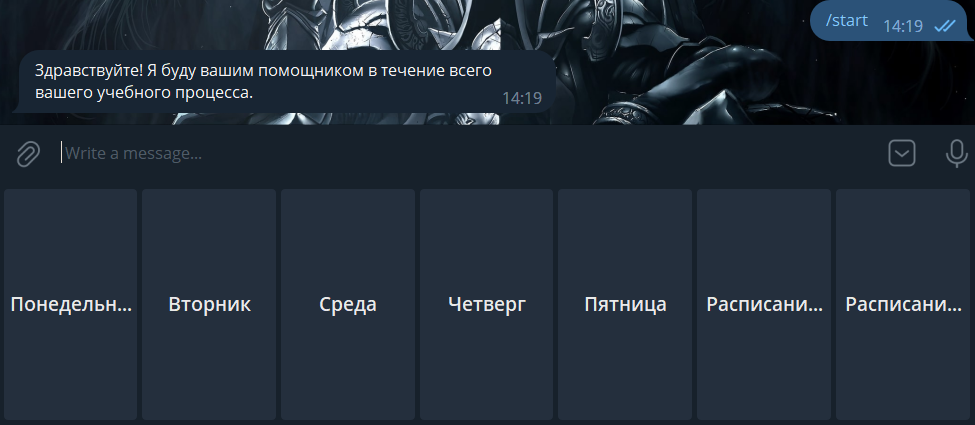 /start 14:19
Здравствуйте! Я буду вашим помощником в течение всего
вашего учебного процесса.
14:19
Write a message...
Понедельн... Вторник Среда Четверг Пятница Расписани... Расписани...